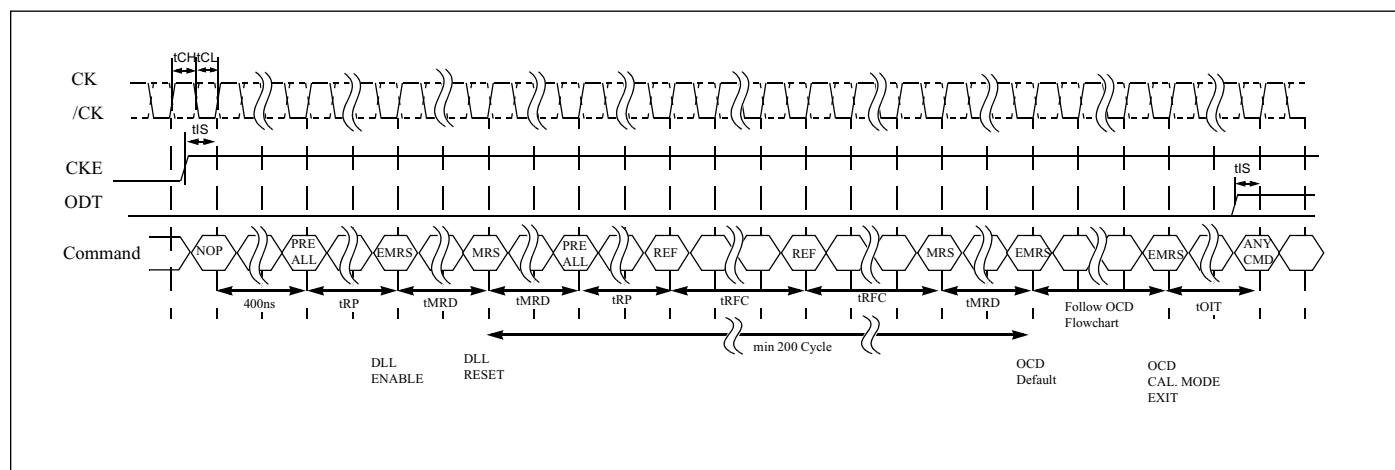 tCH tCL
CK
/CK
tIS
CKE
tIS
ODT
Command
NOP
PRE
ALL
EMRS
MRS
PRE
ALL
REF
REF
MRS
EMRS
EMRS
ANY
CMD
400ns
tRP
tMRD
tMRD
tRP
tRFC
tRFC
tMRD
Follow OCD
Flowchart
tOIT
min 200 Cycle
DLL
ENABLE
DLL
RESET
OCD
Default
OCD
CAL. MODE
EXIT